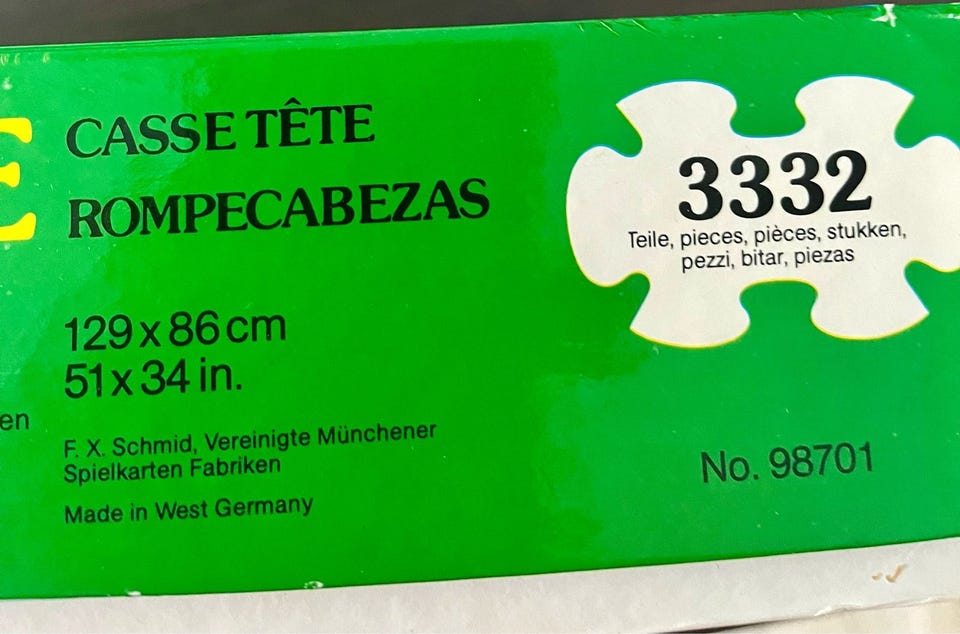 E
CASSE TÊTE
ROMPECABEZAS
129 x 86 cm
51 x 34 in.
en
F. X. Schmid, Vereinigte Münchener
Spielkarten Fabriken
Made in West Germany
3332
Teile, pieces, pièces, stukken,
pezzi, bitar, piezas
No. 98701